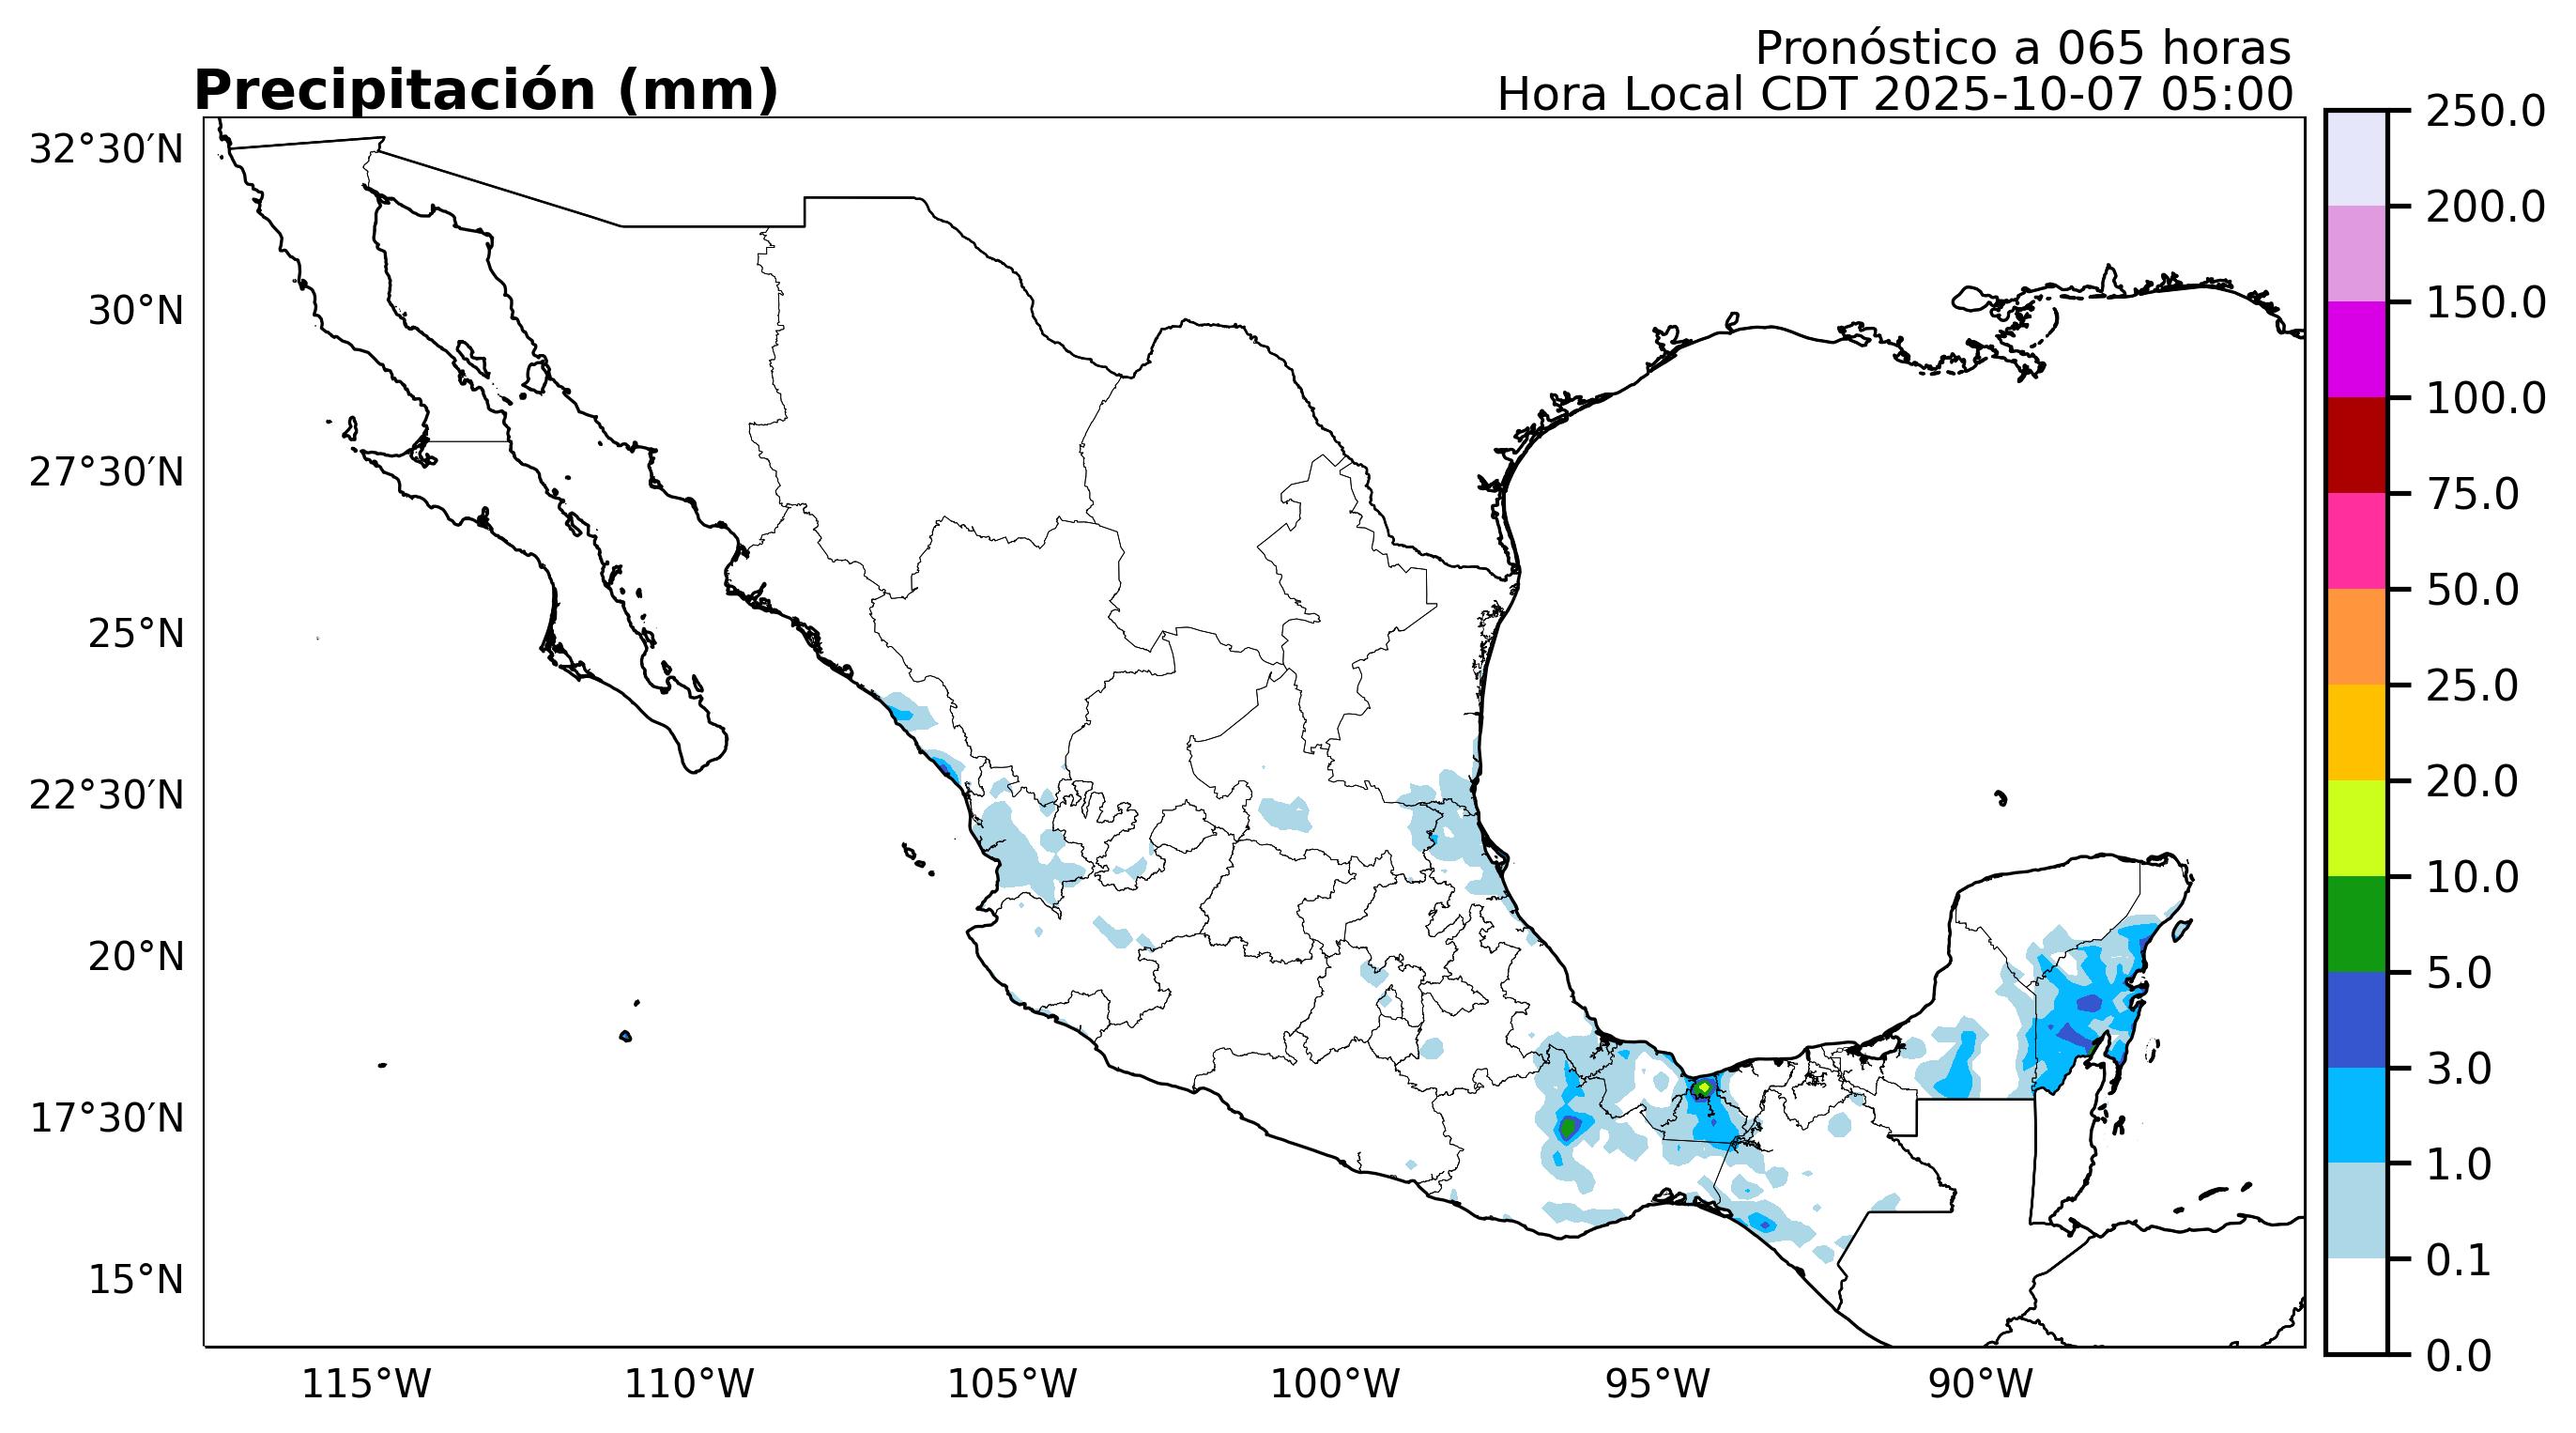 Pronóstico a 065 horas
Precipitación (mm)
Hora Local CDT 2025-10-07 05:00
32°30′N
30°N
27°30′N
25°N
22°30′N
20°N
17°30′N
15°N
115°W
110°W
105°W
100°W
95°W
90°W
250.0
200.0
150.0
100.0
75.0
50.0
25.0
20.0
10.0
5.0
3.0
1.0
0.1
0.0